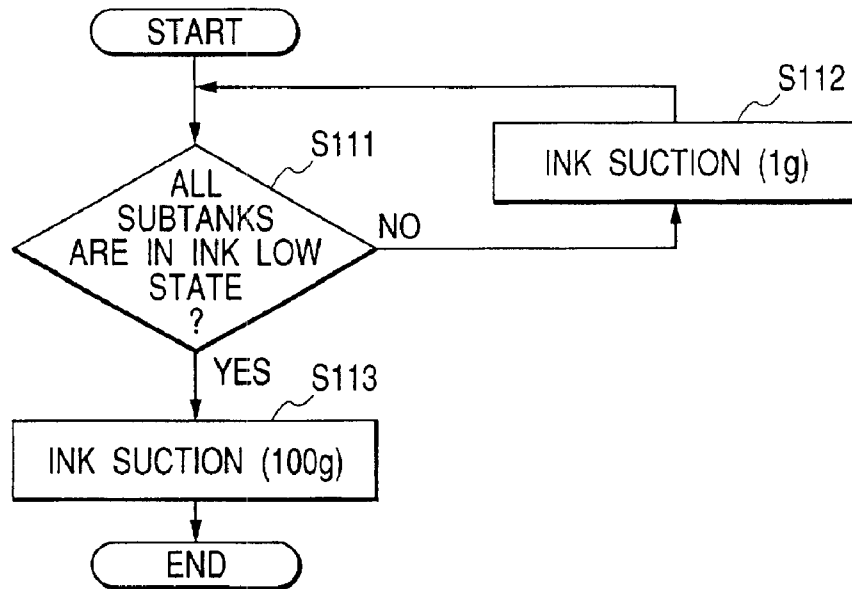 START
S112
INK SUCTION (1g)
S111
ALL
SUBTANKS
ARE IN INK LOW
STATE
?
NO
YES
S113
INK SUCTION (100g)
END